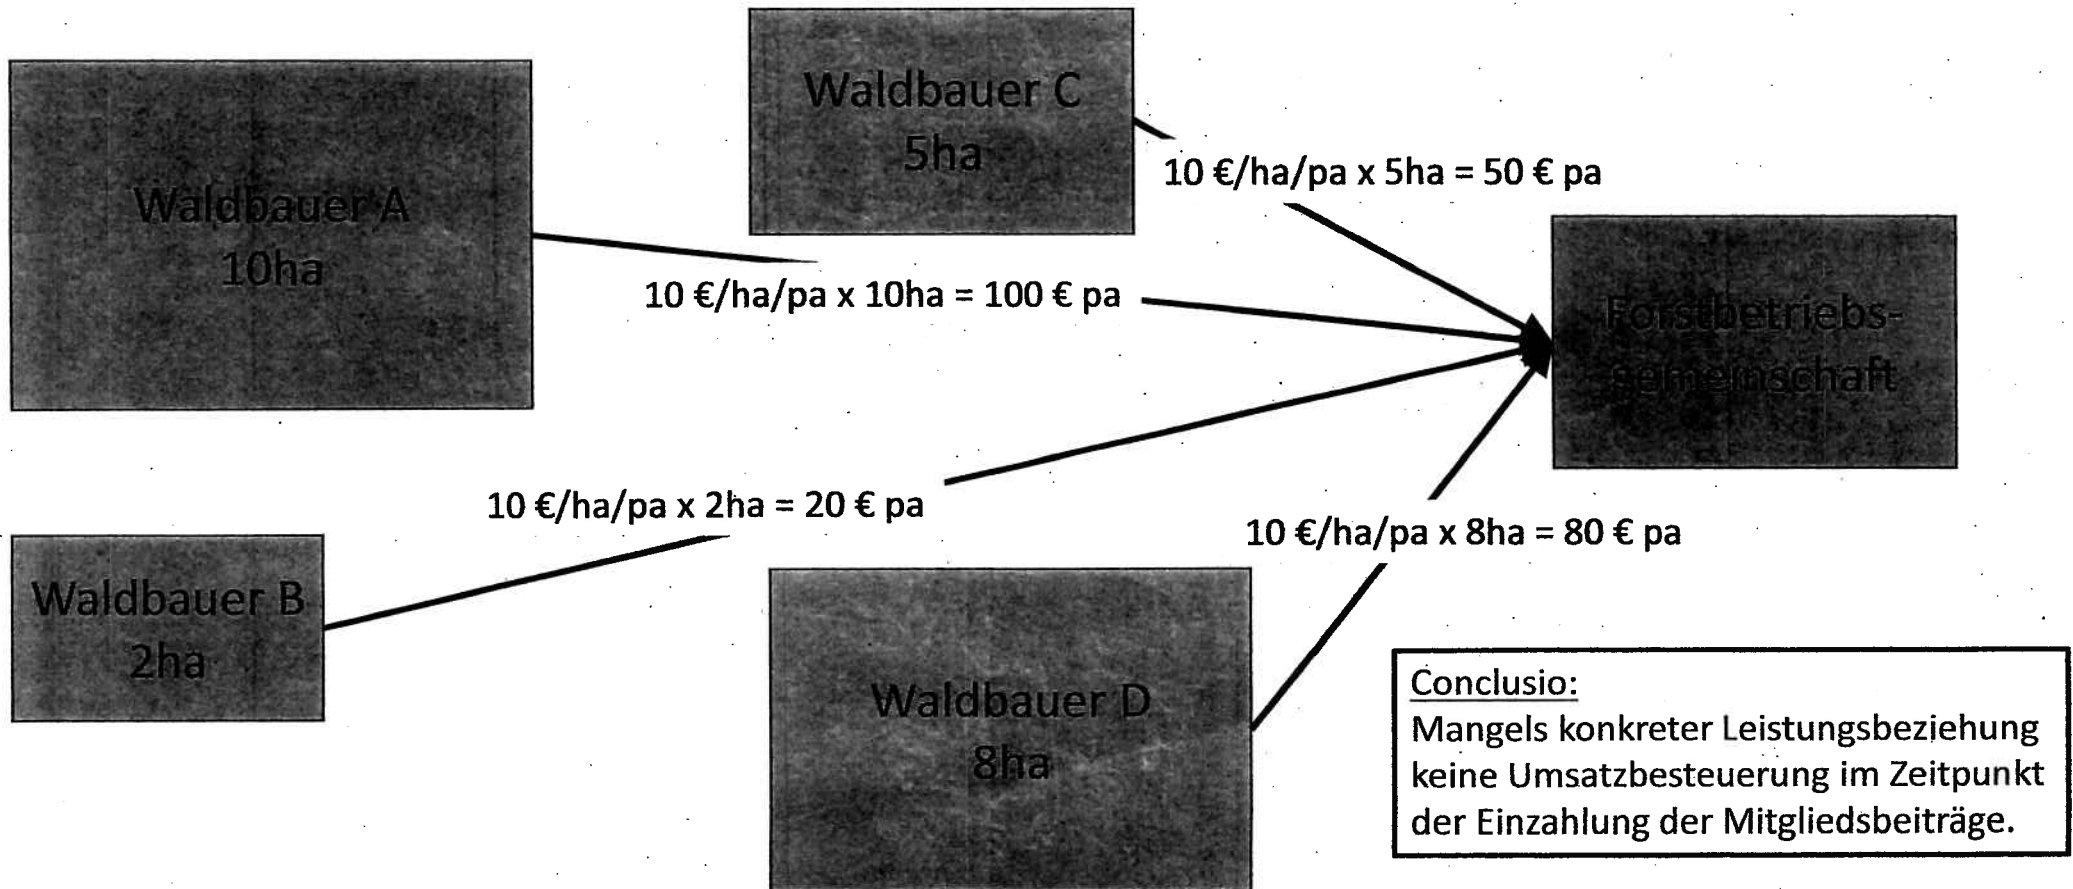 Waldbauer A
10ha
Waldbauer C
5ha
10 €/ha/pa x 5ha = 50 € pa
10 €/ha/pa x 10ha = 100 € pa
Forstbetriebs-
gemeinschaft
10 €/ha/pa x 2ha = 20 € pa
10 €/ha/pa x 8ha = 80 € pa
Waldbauer B
2ha
Waldbauer D
8ha
Conclusio:
Mangels konkreter Leistungsbeziehung
keine Umsatzbesteuerung im Zeitpunkt
der Einzahlung der Mitgliedsbeiträge.